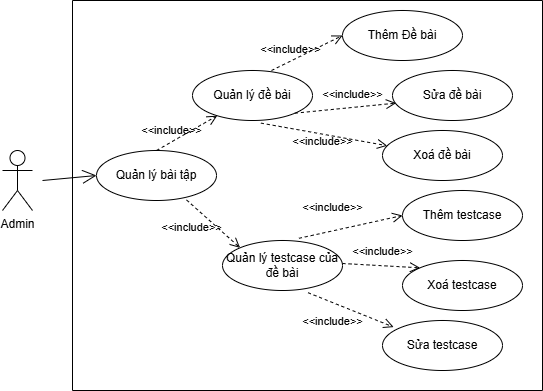 Thêm Đề bài
<<include>>
Quản lý đề bài
<<include>>
Sửa đề bài
<<include>>
<<include>>
Xoá đề bài
Quản lý bài tập
Admin
<<include>>
<<include>>
Thêm testcase
Quản lý testcase của
đề bài
<<include>>
Xoá testcase
<<include>>
Sửa testcase